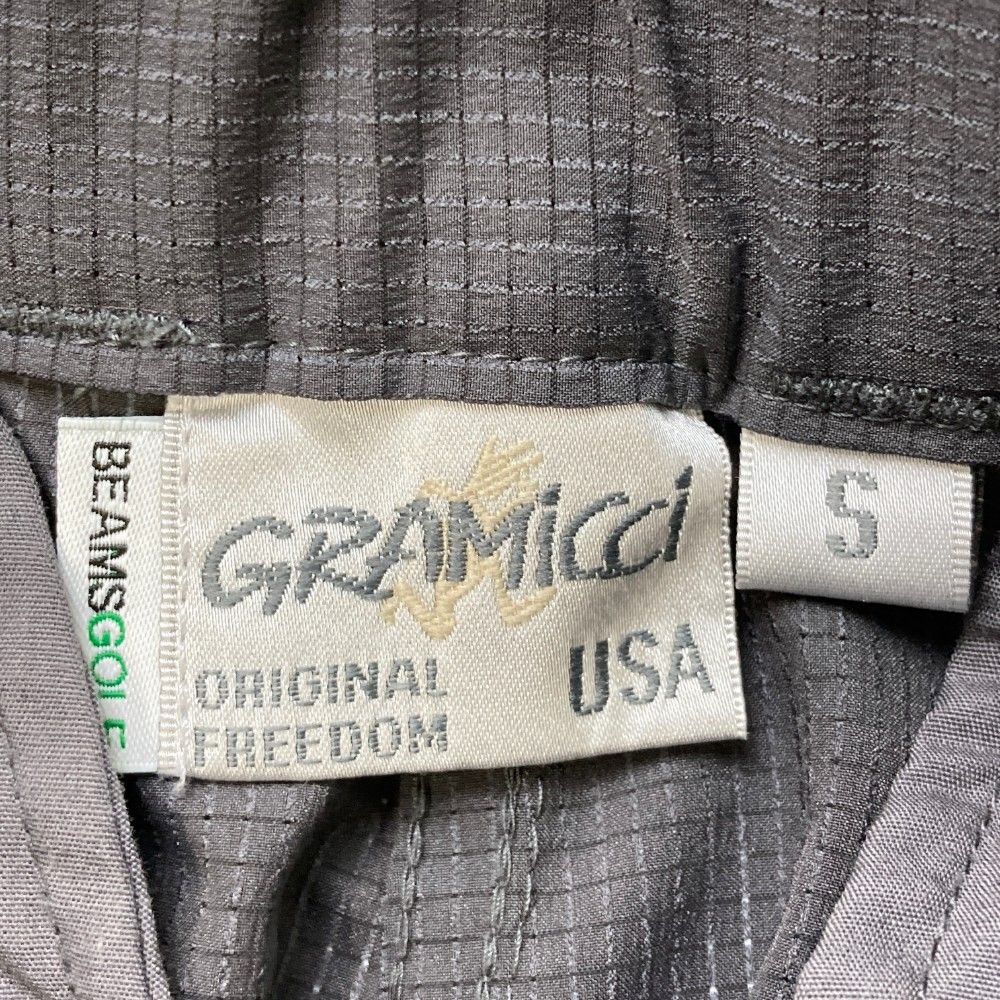 BEAMSGOLF
GRAMicci
ORIGINAL
FREEDOM
USA
S